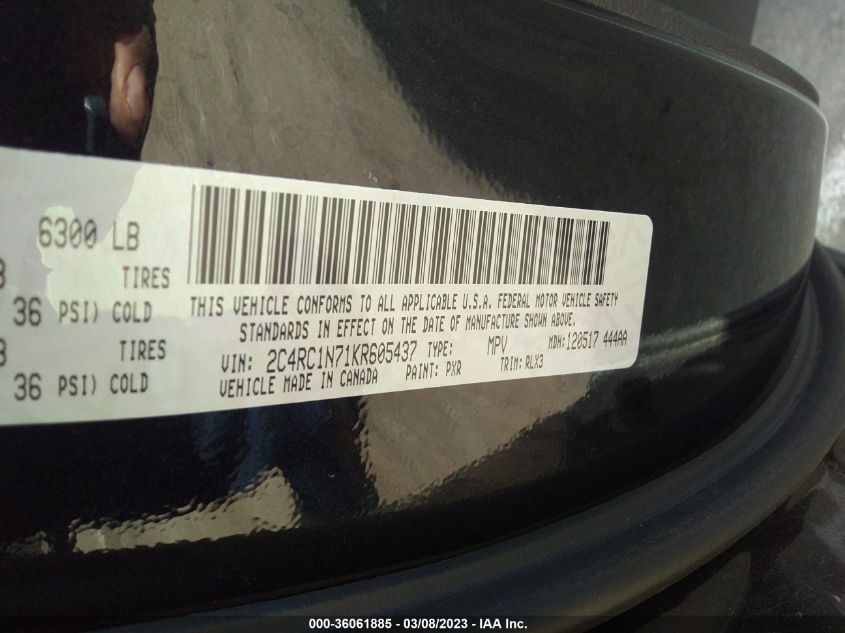 6300 LB
TIRES
36 PSI) COLD
TIRES
36 PSI) COLD
THIS VEHICLE CONFORMS TO ALL APPLICABLE U.S.A. FEDERAL MOTOR VEHICLE SAFETY
STANDARDS IN EFFECT ON THE DATE OF MANUFACTURE SHOWN ABOVE.
VIN: 2C4RC1N71KR605437 TYPE: MPV MDH:120517 444AA
VEHICLE MADE IN CANADA PAINT: PXR TRIM: RLX3
000-36061885 - 03/08/2023 - IAA Inc.